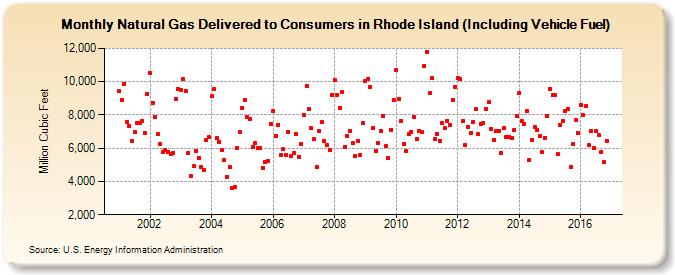 Monthly Natural Gas Delivered to Consumers in Rhode Island (Including Vehicle Fuel)
Million Cubic Feet
12,000
10,000
8,000
6,000
4,000
2,000
2002 2004 2006 2008 2010 2012 2014 2016
Source: U.S. Energy Information Administration